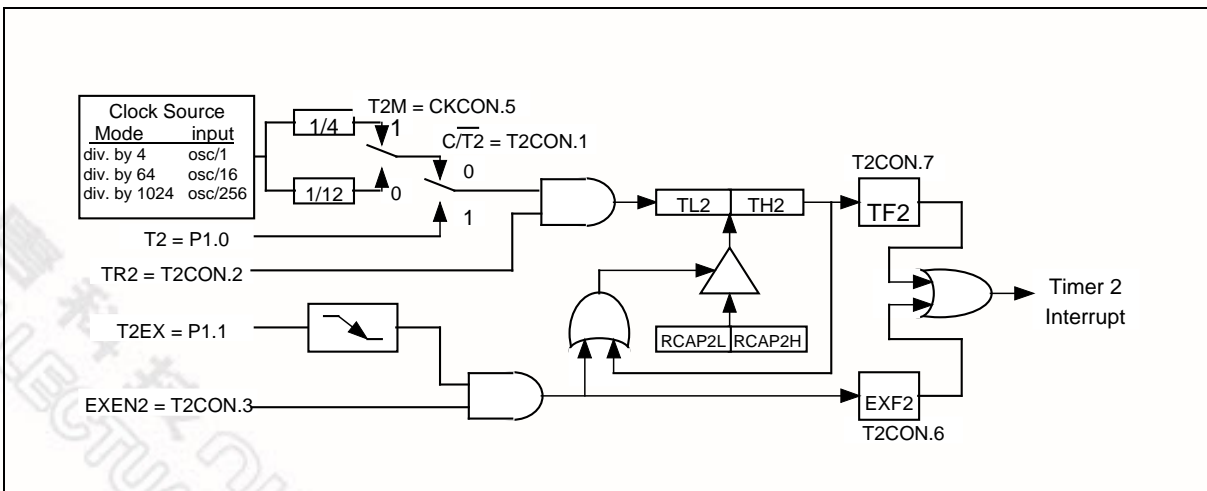 Clock Source
Mode input
div. by 4 osc/1
div. by 64 osc/16
div. by 1024 osc/256
1/4
1/12
T2M = CKCON.5
1
0
C/T2 = T2CON.1
0
1
T2 = P1.0
TR2 = T2CON.2
T2EX = P1.1
EXEN2 = T2CON.3
TL2 TH2
RCAP2L RCAP2H
T2CON.7
TF2
EXF2
T2CON.6
Timer 2
Interrupt